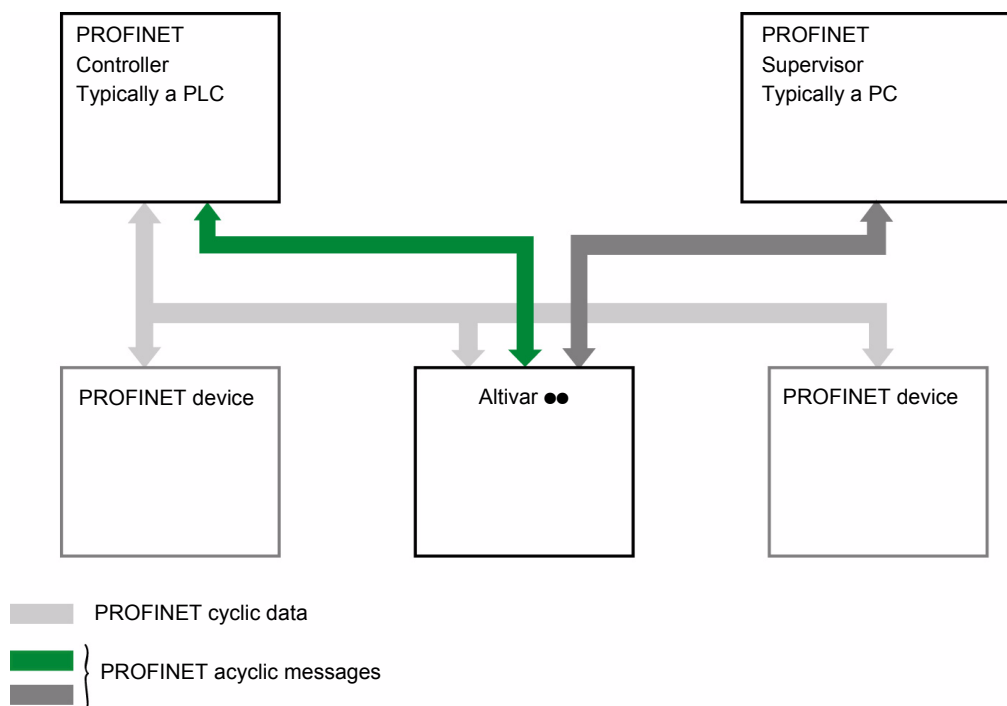 PROFINET
Controller
Typically a PLC
PROFINET
Supervisor
Typically a PC
PROFINET device
Altivar ●●
PROFINET device
PROFINET cyclic data
PROFINET acyclic messages